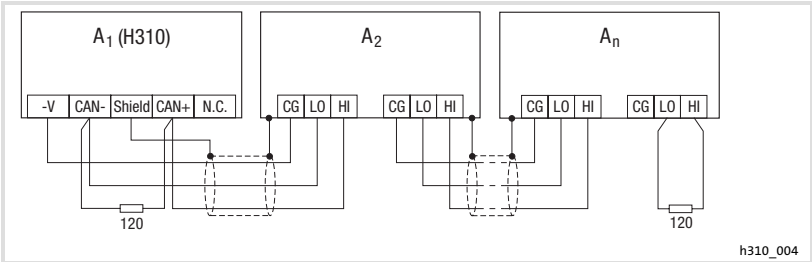 A1 (H310) A2 An
-V CAN- Shield CAN+ N.C. CG LO HI CG LO HI CG LO HI CG LO HI
120 120
h310_004